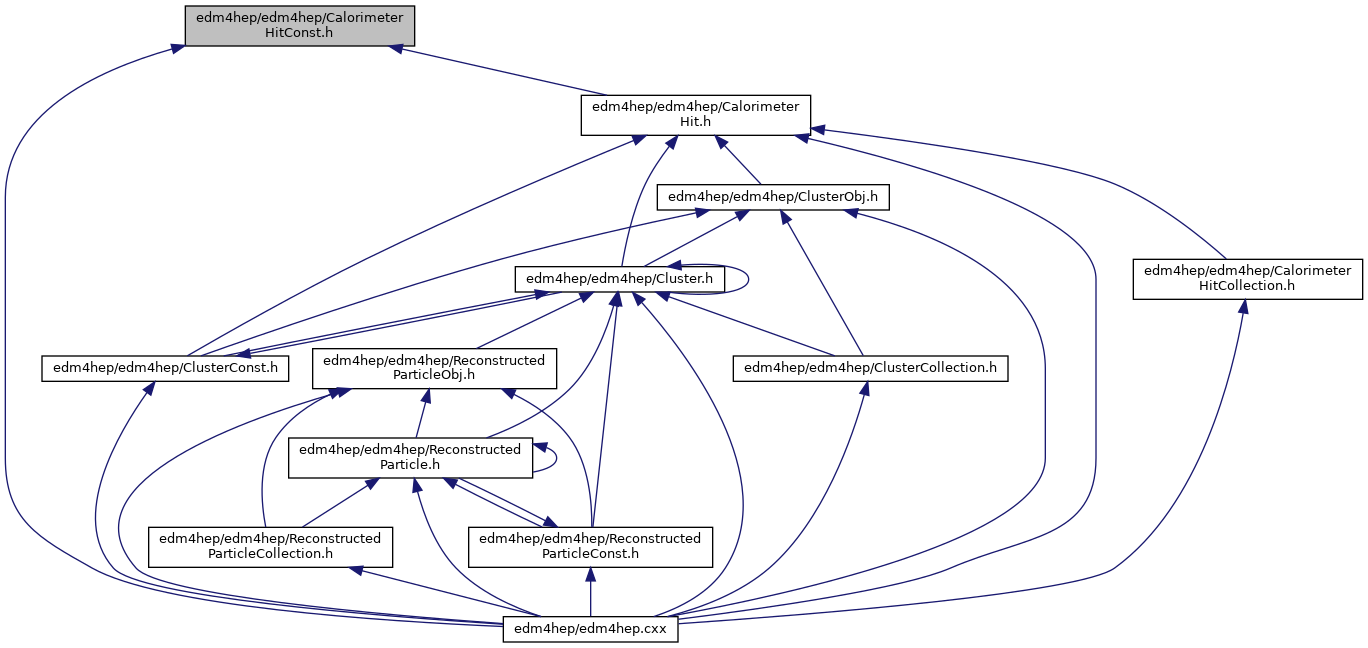 edm4hep/edm4hep/Calorimeter
HitConst.h
edm4hep/edm4hep/Calorimeter
Hit.h
edm4hep/edm4hep/ClusterObj.h
edm4hep/edm4hep/Cluster.h
edm4hep/edm4hep/Calorimeter
HitCollection.h
edm4hep/edm4hep/ClusterConst.h
edm4hep/edm4hep/Reconstructed
ParticleObj.h
edm4hep/edm4hep/ClusterCollection.h
edm4hep/edm4hep/Reconstructed
Particle.h
edm4hep/edm4hep/Reconstructed
ParticleCollection.h
edm4hep/edm4hep/Reconstructed
ParticleConst.h
edm4hep/edm4hep.cxx